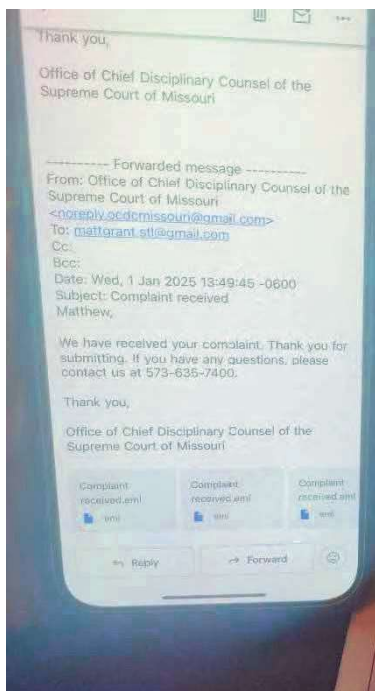 Thank you,
Office of Chief Disciplinary Counsel of the
Supreme Court of Missouri
---------- Forwarded message ----------
From: Office of Chief Disciplinary Counsel of the
Supreme Court of Missouri
<noreply.ocdcmissouri@gmail.com>
To: mattgrant.stl@gmail.com
Cc:
Bcc:
Date: Wed, 1 Jan 2025 13:49:45 -0600
Subject: Complaint received
Matthew,
We have received your complaint. Thank you for
submitting. If you have any questions, please
contact us at 573-635-7400.
Thank you,
Office of Chief Disciplinary Counsel of the
Supreme Court of Missouri
Complaint Complaint Complaint
received.eml received.eml received.eml
eml eml eml
Reply Forward